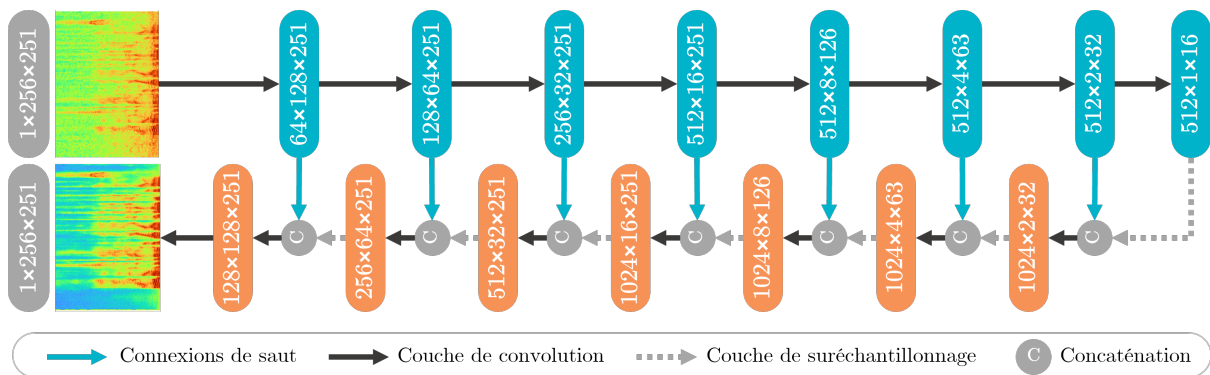 1×256×251
64×128×251
128×64×251
256×32×251
512×16×251
512×8×126
512×4×63
512×2×32
512×1×16
1×256×251
128×128×251
C
256×64×251
C
512×32×251
C
1024×16×251
C
1024×8×126
C
1024×4×63
C
1024×2×32
C
Connexions de saut
Couche de convolution
Couche de suréchantillonnage
C
Concaténation